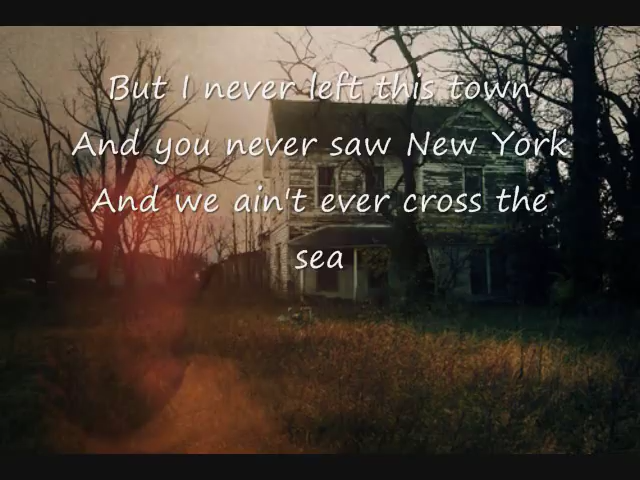 But I never left this town
And you never saw New York
And we ain't ever cross the
sea